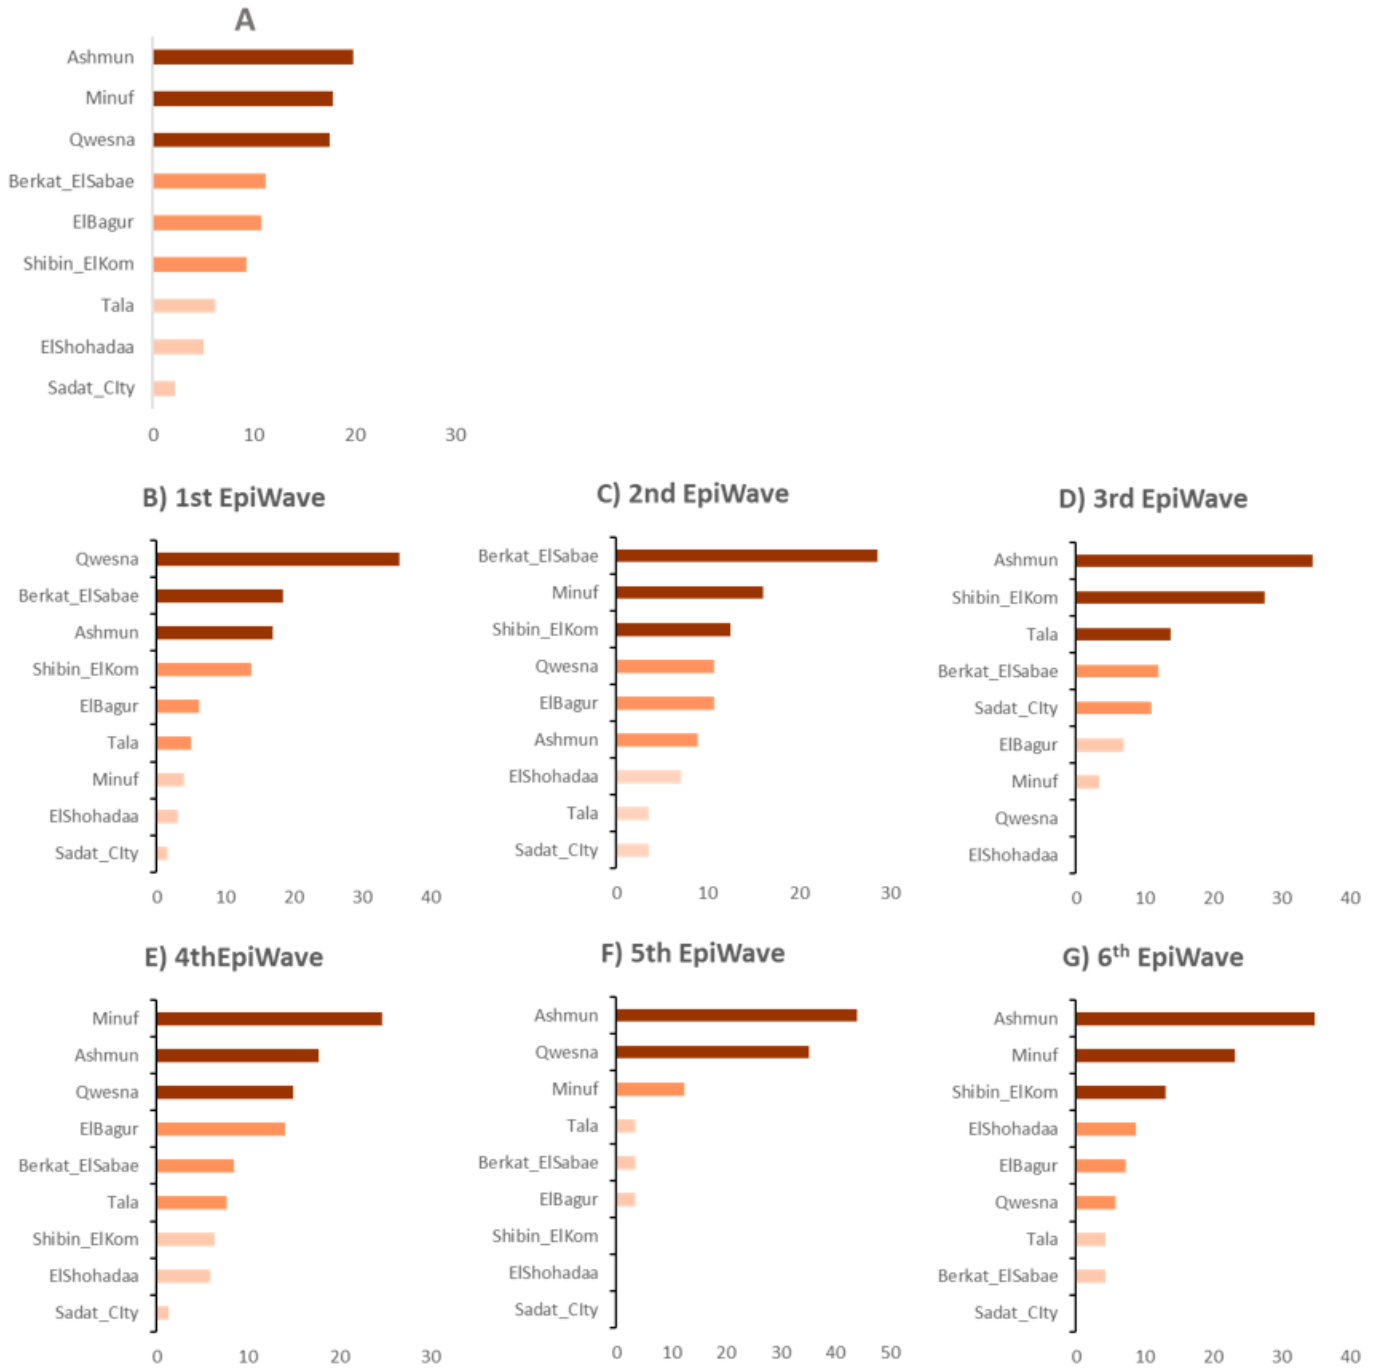 A
Ashmun
Minuf
Qwesna
Berkat_ElSabae
ElBagur
Shibin_ElKom
Tala
ElShohadaa
Sadat_CIty
0 10 20 30
B) 1st EpiWave
Qwesna
Berkat_ElSabae
Ashmun
Shibin_ElKom
ElBagur
Tala
Minuf
ElShohadaa
Sadat_CIty
0 10 20 30 40
C) 2nd EpiWave
Berkat_ElSabae
Minuf
Shibin_ElKom
Qwesna
ElBagur
Ashmun
ElShohadaa
Tala
Sadat_CIty
0 10 20 30
D) 3rd EpiWave
Ashmun
Shibin_ElKom
Tala
Berkat_ElSabae
Sadat_CIty
ElBagur
Minuf
Qwesna
ElShohadaa
0 10 20 30 40
E) 4thEpiWave
Minuf
Ashmun
Qwesna
ElBagur
Berkat_ElSabae
Tala
Shibin_ElKom
ElShohadaa
Sadat_CIty
0 10 20 30
F) 5th EpiWave
Ashmun
Qwesna
Minuf
Tala
Berkat_ElSabae
ElBagur
Shibin_ElKom
ElShohadaa
Sadat_CIty
0 10 20 30 40 50
G) 6th EpiWave
Ashmun
Minuf
Shibin_ElKom
ElShohadaa
ElBagur
Qwesna
Tala
Berkat_ElSabae
Sadat_CIty
0 10 20 30 40